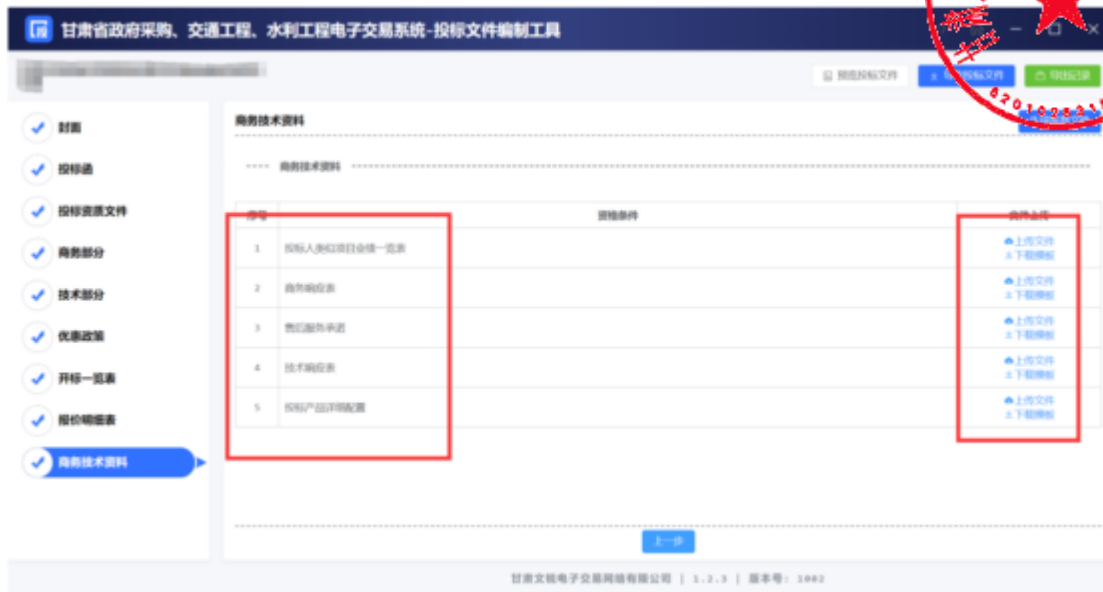 甘肃省政府采购、交通工程、水利工程电子交易系统-投标文件编制工具
预览投标文件
投标文件
导出记录
封面
投标函
投标资质文件
商务部分
技术部分
优惠政策
开标一览表
报价明细表
商务技术资料
商务技术资料
商务技术资料
序号 资格条件 文件上传
1 投标人类似项目业绩一览表 上传文件
下载模板
2 商务响应表 上传文件
下载模板
3 售后服务承诺 上传文件
下载模板
4 技术响应表 上传文件
下载模板
5 投标产品详细配置 上传文件
下载模板
上一步
甘肃文锐电子交易网络有限公司 | 1.2.3 | 版本号: 1002